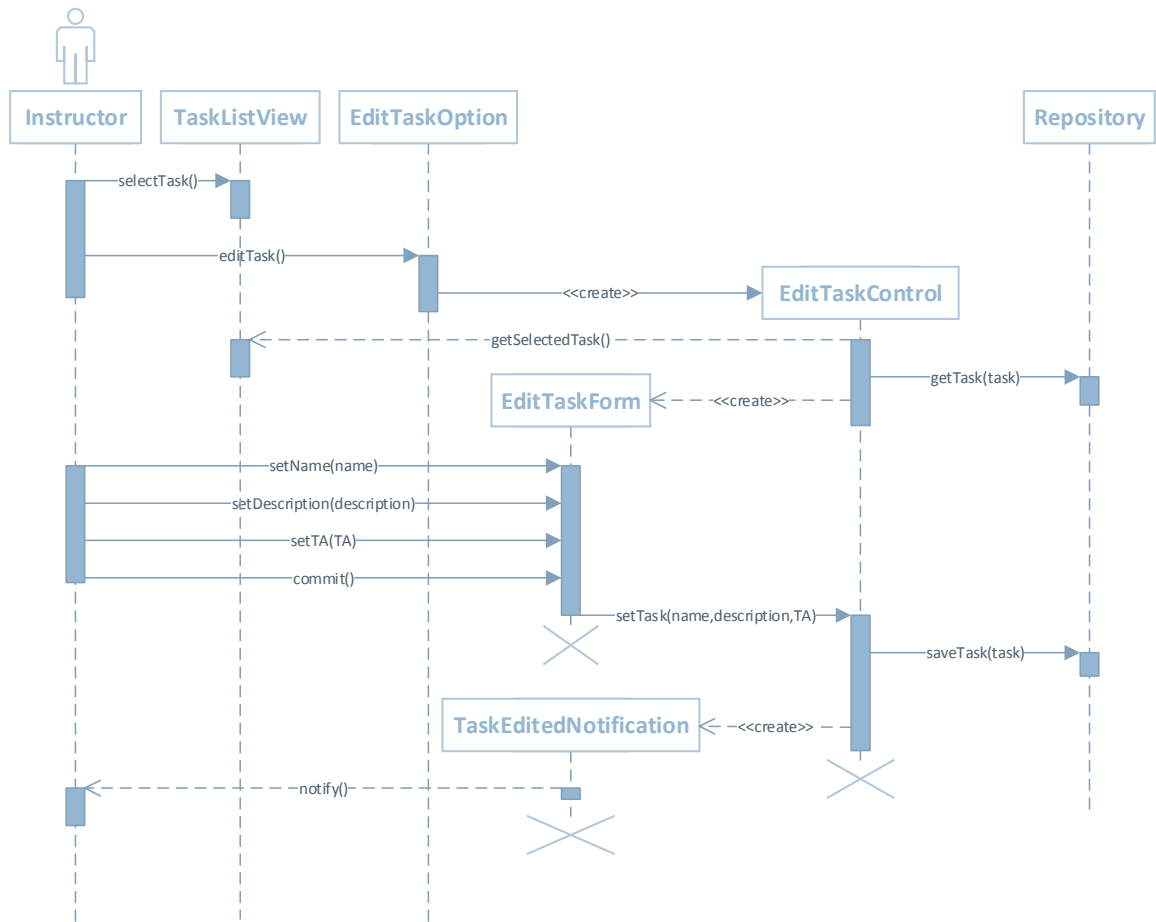 Instructor
TaskListView
EditTaskOption
Repository
selectTask()
editTask()
<<create>>
EditTaskControl
getSelectedTask()
getTask(task)
EditTaskForm
<<create>>
setName(name)
setDescription(description)
setTA(TA)
commit()
setTask(name,description,TA)
saveTask(task)
TaskEditedNotification
<<create>>
notify()